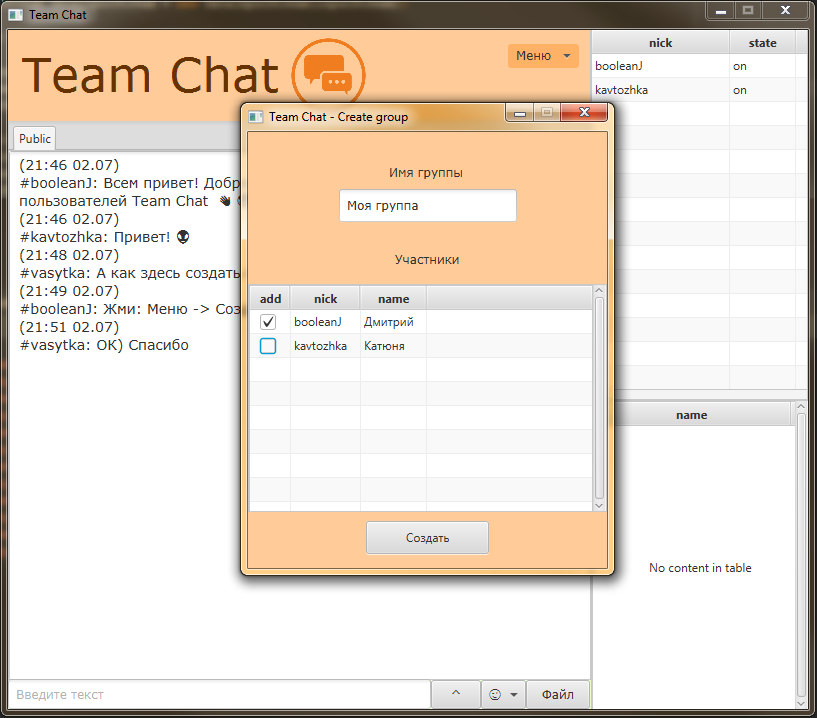 Team Chat
Team Chat
Меню
nick state
booleanJ on
kavtozhka on
Public
(21:46 02.07)
#booleanJ: Всем привет!
пользователей Team Chat
(21:46 02.07)
#kavtozhka: Привет!
(21:48 02.07)
#vasytka: А как здесь создать
(21:49 02.07)
#booleanJ: Жми: Меню ->
(21:51 02.07)
#vasytka: ОК) Спасибо
Team Chat - Create group
Имя группы
Моя группа
Участники
add nick name
booleanJ Дмитрий
kavtozhka Катюня
Создать
name
No content in table
Введите текст
^
Файл